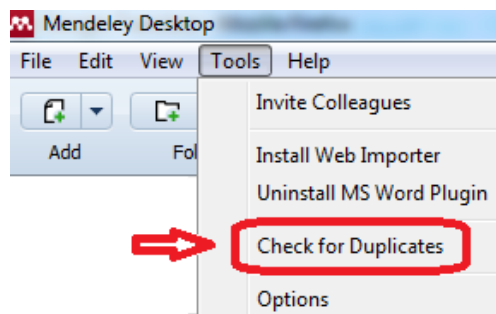 Mendeley Desktop
File Edit View Tools Help
Invite Colleagues
Add Fol
Install Web Importer
Uninstall MS Word Plugin
Check for Duplicates
Options